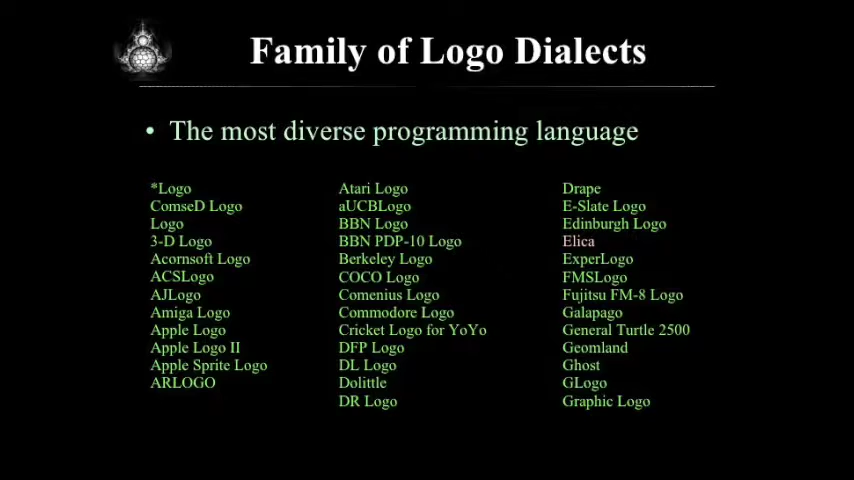 Family of Logo Dialects
• The most diverse programming language
*Logo
ComseD Logo
Logo
3-D Logo
Acornsoft Logo
ACSLogo
AJLogo
Amiga Logo
Apple Logo
Apple Logo II
Apple Sprite Logo
ARLOGO
Atari Logo
aUCBLogo
BBN Logo
BBN PDP-10 Logo
Berkeley Logo
COCO Logo
Comenius Logo
Commodore Logo
Cricket Logo for YoYo
DFP Logo
DL Logo
Dolittle
DR Logo
Drape
E-Slate Logo
Edinburgh Logo
Elica
ExperLogo
FMSLogo
Fujitsu FM-8 Logo
Galapago
General Turtle 2500
Geomland
Ghost
GLogo
Graphic Logo